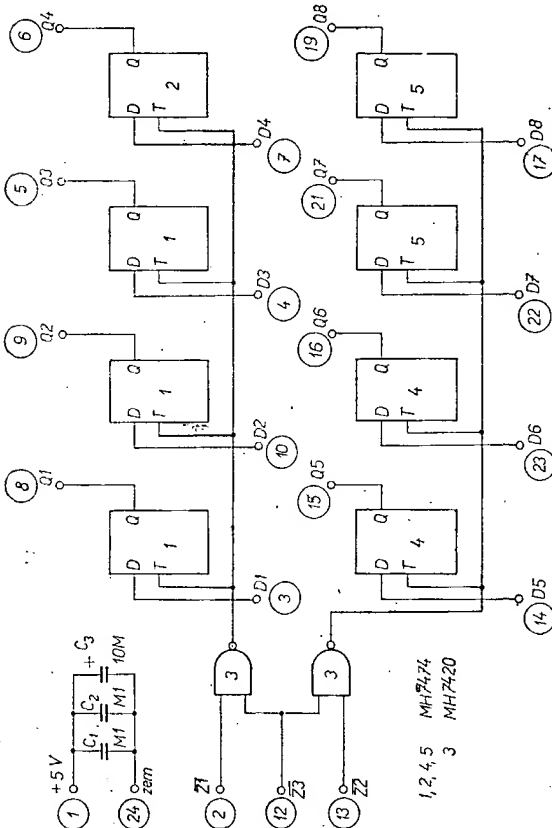 6 Q4
5 Q3
9 Q2
8 Q1
D Q
T 2
D Q
T 1
D Q
T 1
D Q
T 1
D4
7
D3
4
D2
10
D1
3
19 Q8
21 Q7
16 Q6
15 Q5
D Q
T 5
D Q
T 5
D Q
T 4
D Q
T 4
D8
17
D7
22
D6
23
D5
14
+5 V
1
C1 M1
C2 M1
+ C3 10M
24 zem
Z1
2
3
12 Z3
3
13 Z2
1,2,4,5 MH7474
3 MH7420